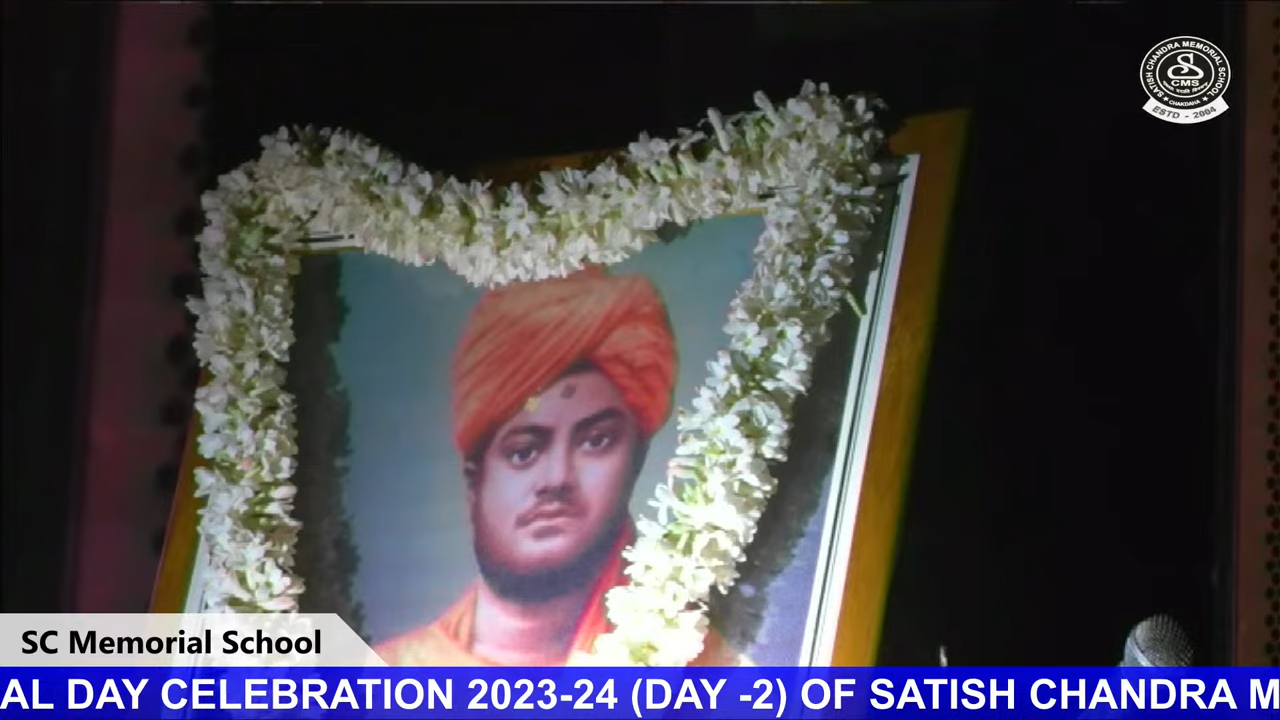 SATISH CHANDRA MEMORIAL SCHOOL
S
CMS
★ CHAKDAHA ★
ESTD - 2004
SC Memorial School
AL DAY CELEBRATION 2023-24 (DAY -2) OF SATISH CHANDRA M